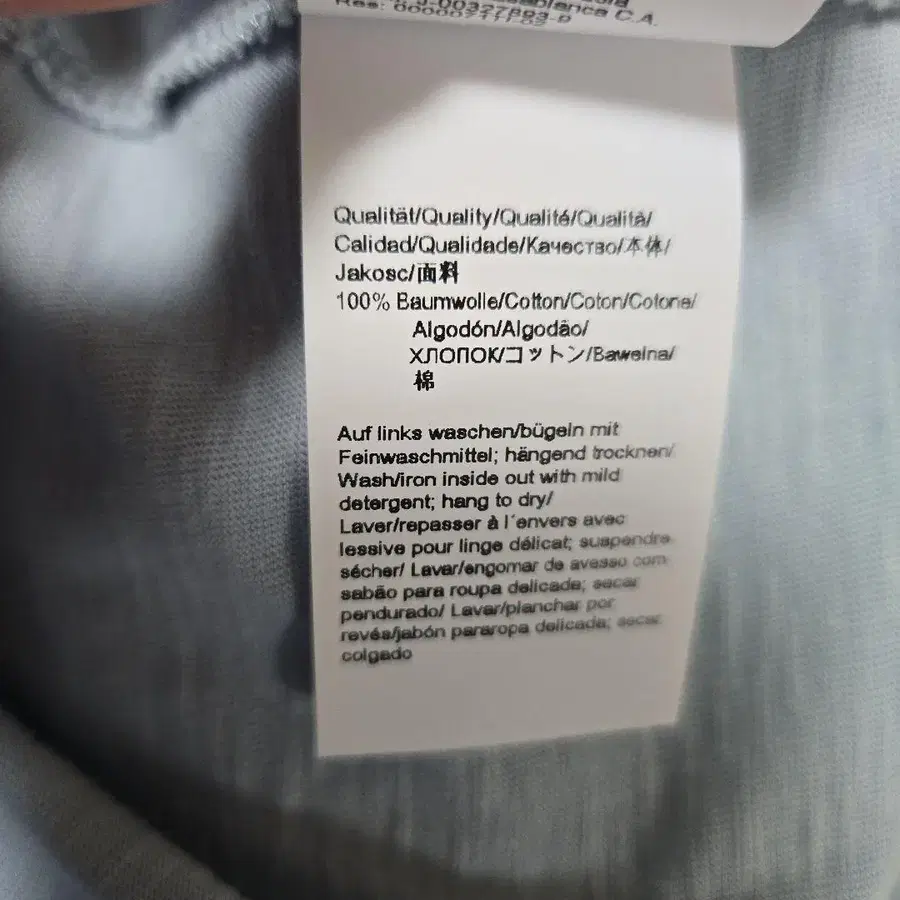 J-00327893-9
Casablanca C.A.
Qualität/Quality/Qualité/Qualità/
Calidad/Qualidade/Качество/本体/
Jakosc/面料
100% Baumwolle/Cotton/Coton/Cotone/
Algodón/Algodão/
ХЛОПОК/コットン/Bawelna/
棉
Auf links waschen/bügeln mit
Feinwaschmittel; hängend trocknen/
Wash/iron inside out with mild
detergent; hang to dry/
Laver/repasser à l´envers avec
lessive pour linge délicat; suspendre
sécher/ Lavar/engomar de avesso com
sabão para roupa delicada; secar
pendurado/ Lavar/planchar por
revés/jabón pararopa delicada; secar
colgado